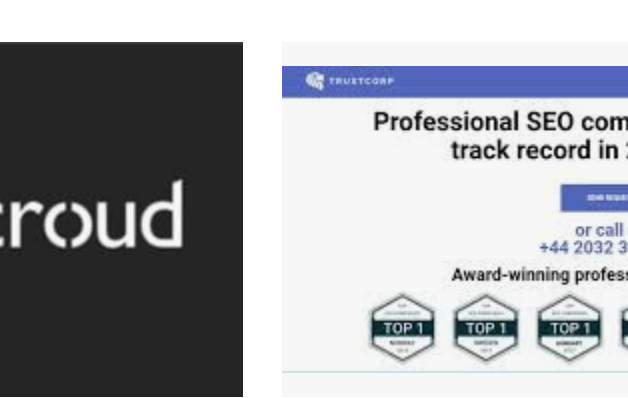 croud
TRUSTCORP
Professional SEO com
track record in
or call
+44 2032 3
Award-winning profess
TOP 1
TOP 1
TOP 1